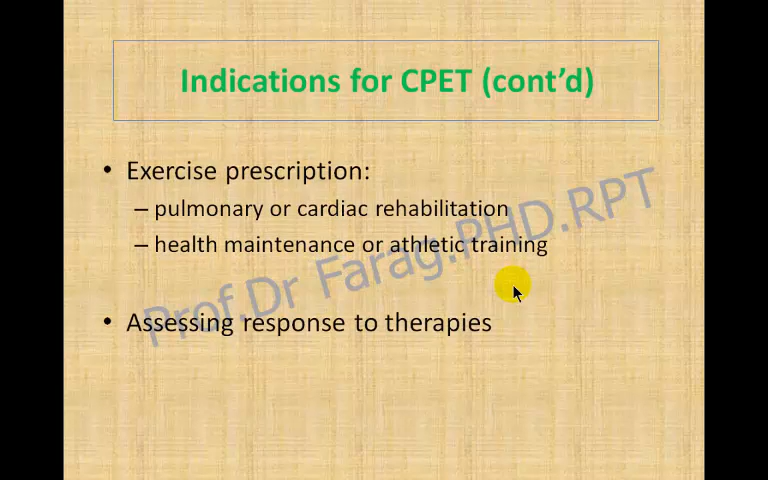 Indications for CPET (cont'd)
• Exercise prescription:
– pulmonary or cardiac rehabilitation
– health maintenance or athletic training
• Assessing response to therapies
Prof.Dr Farag.PHD.RPT